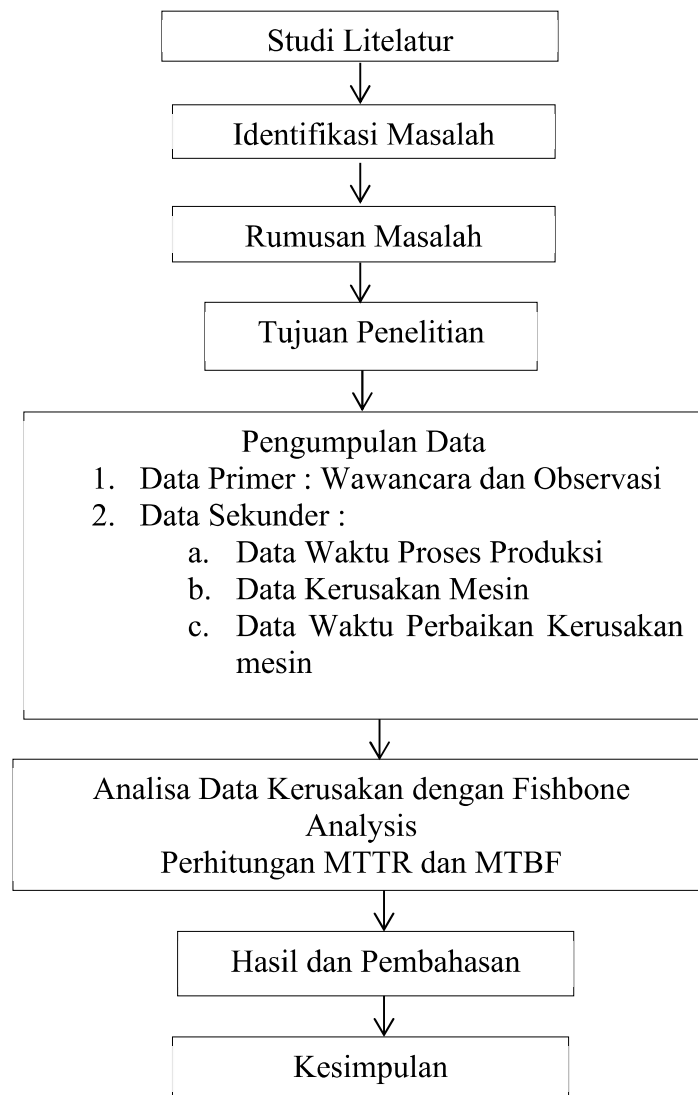 Studi Litelatur
Identifikasi Masalah
Rumusan Masalah
Tujuan Penelitian
Pengumpulan Data
1. Data Primer : Wawancara dan Observasi
2. Data Sekunder :
a. Data Waktu Proses Produksi
b. Data Kerusakan Mesin
c. Data Waktu Perbaikan Kerusakan
mesin
Analisa Data Kerusakan dengan Fishbone
Analysis
Perhitungan MTTR dan MTBF
Hasil dan Pembahasan
Kesimpulan